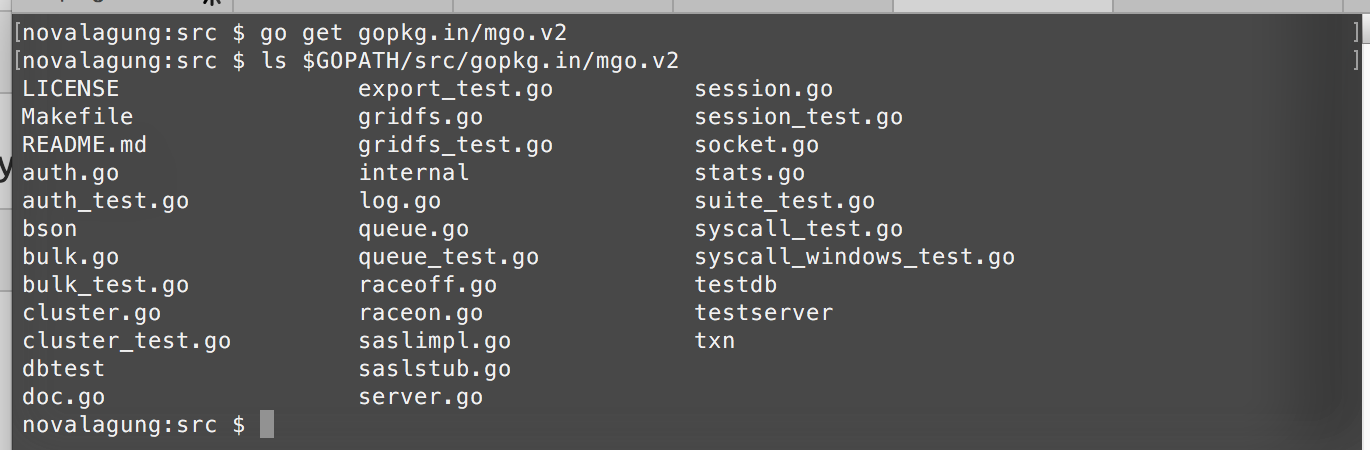 [novalagung:src $ go get gopkg.in/mgo.v2 ]
[novalagung:src $ ls $GOPATH/src/gopkg.in/mgo.v2 ]
LICENSE export_test.go session.go
Makefile gridfs.go session_test.go
README.md gridfs_test.go socket.go
auth.go internal stats.go
auth_test.go log.go suite_test.go
bson queue.go syscall_test.go
bulk.go queue_test.go syscall_windows_test.go
bulk_test.go raceoff.go testdb
cluster.go raceon.go testserver
cluster_test.go saslimpl.go txn
dbtest saslstub.go
doc.go server.go
novalagung:src $